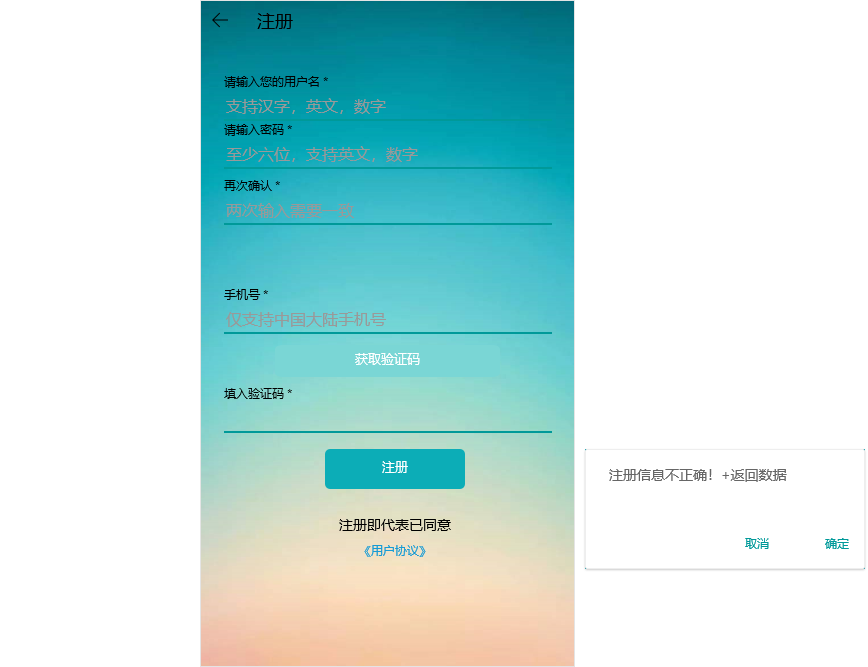 注册
请输入您的用户名 *
支持汉字，英文，数字
请输入密码 *
至少六位，支持英文，数字
再次确认 *
两次输入需要一致
手机号 *
仅支持中国大陆手机号
获取验证码
填入验证码 *
注册
注册信息不正确！+返回数据
注册即代表已同意
取消
确定
《用户协议》